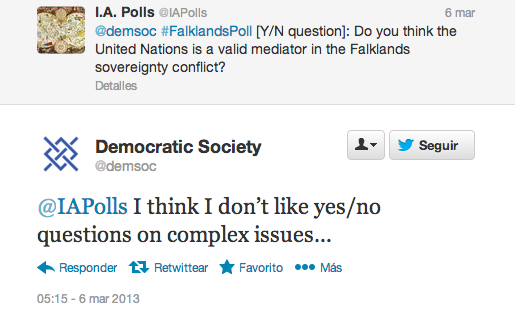 I.A. Polls @IAPolls 6 mar
@demsoc #FalklandsPoll [Y/N question]: Do you think the
United Nations is a valid mediator in the Falklands
sovereignty conflict?
Detalles
Democratic Society
@demsoc
Seguir
@IAPolls I think I don't like yes/no
questions on complex issues...
Responder Retwittear Favorito Más
05:15 - 6 mar 2013